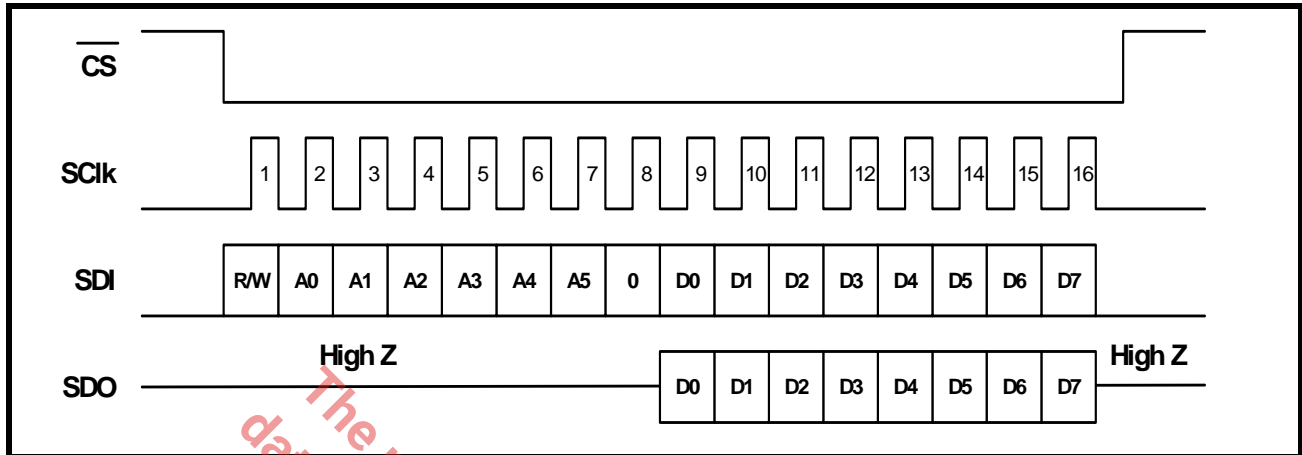 CS
SClk 1 2 3 4 5 6 7 8 9 10 11 12 13 14 15 16
SDI R/W A0 A1 A2 A3 A4 A5 0 D0 D1 D2 D3 D4 D5 D6 D7
High Z High Z
SDO D0 D1 D2 D3 D4 D5 D6 D7
The